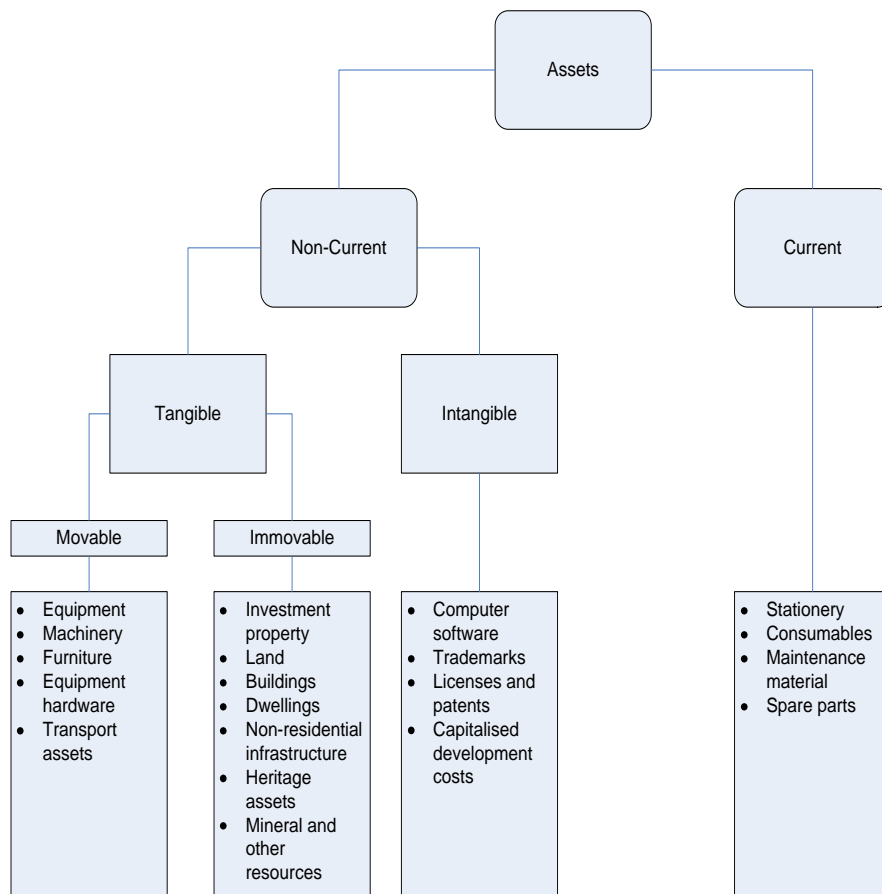 Assets
Non-Current
Current
Tangible
Intangible
Movable
Immovable
• Equipment
• Machinery
• Furniture
• Equipment
hardware
• Transport
assets
• Investment
property
• Land
• Buildings
• Dwellings
• Non-residential
infrastructure
• Heritage
assets
• Mineral and
other
resources
• Computer
software
• Trademarks
• Licenses and
patents
• Capitalised
development
costs
• Stationery
• Consumables
• Maintenance
material
• Spare parts